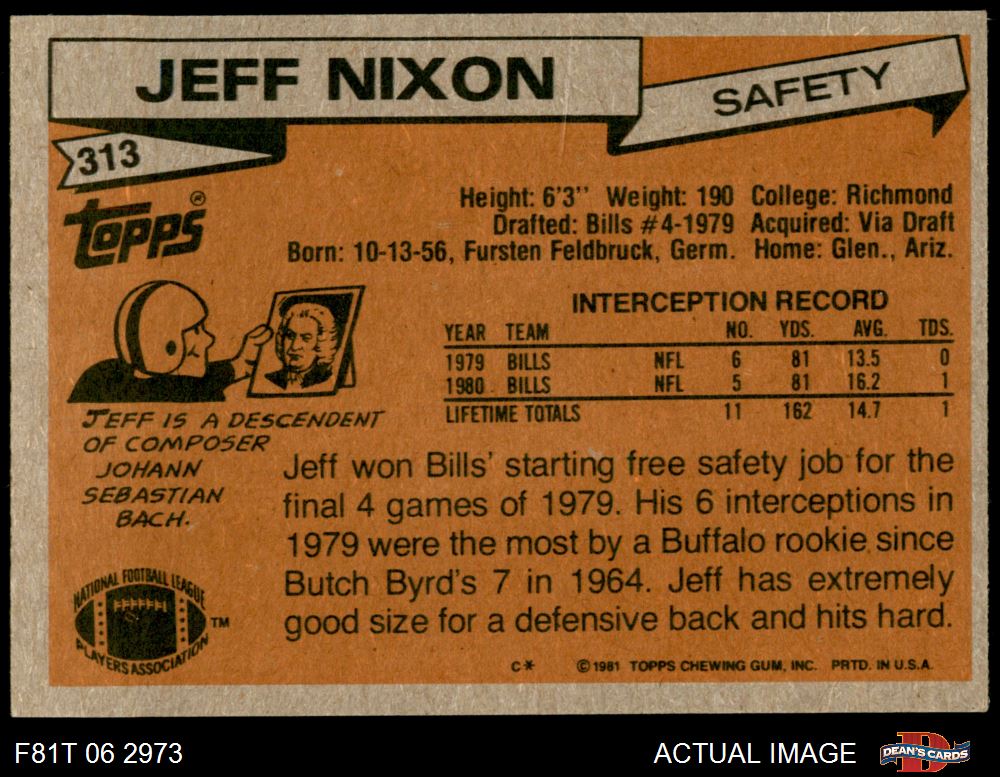 JEFF NIXON
SAFETY
313
TOPPS®
Height: 6'3'' Weight: 190 College: Richmond
Drafted: Bills #4-1979 Acquired: Via Draft
Born: 10-13-56, Fursten Feldbruck, Germ. Home: Glen., Ariz.
INTERCEPTION RECORD
YEAR TEAM NO. YDS. AVG. TDS.
1979 BILLS NFL 6 81 13.5 0
1980 BILLS NFL 5 81 16.2 1
LIFETIME TOTALS 11 162 14.7 1
JEFF IS A DESCENDENT
OF COMPOSER
JOHANN
SEBASTIAN
BACH.
Jeff won Bills' starting free safety job for the
final 4 games of 1979. His 6 interceptions in
1979 were the most by a Buffalo rookie since
Butch Byrd's 7 in 1964. Jeff has extremely
good size for a defensive back and hits hard.
NATIONAL FOOTBALL LEAGUE
PLAYERS ASSOCIATION
TM
C* ©1981 TOPPS CHEWING GUM, INC. PRTD. IN U.S.A.
F81T 06 2973
ACTUAL IMAGE
DEAN'S CARDS